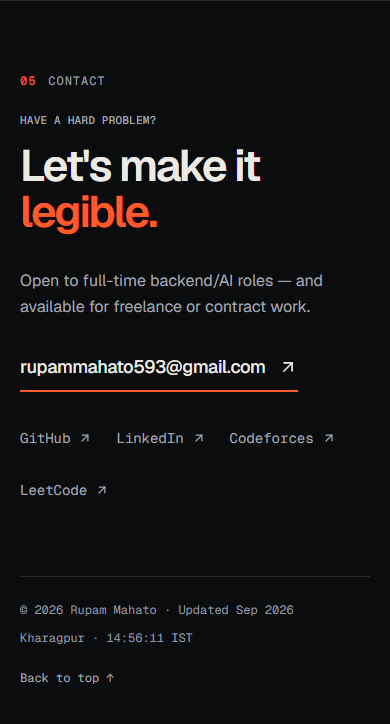 05 CONTACT
HAVE A HARD PROBLEM?
Let's make it
legible.
Open to full-time backend/AI roles — and
available for freelance or contract work.
rupammahato593@gmail.com ↗
GitHub ↗ LinkedIn ↗ Codeforces ↗
LeetCode ↗
© 2026 Rupam Mahato · Updated Sep 2026
Kharagpur · 14:56:11 IST
Back to top ↑